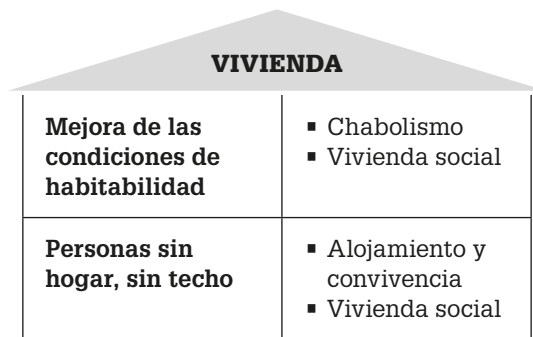 VIVIENDA
Mejora de las
condiciones de
habitabilidad
▪ Chabolismo
▪ Vivienda social
Personas sin
hogar, sin techo
▪ Alojamiento y
convivencia
▪ Vivienda social